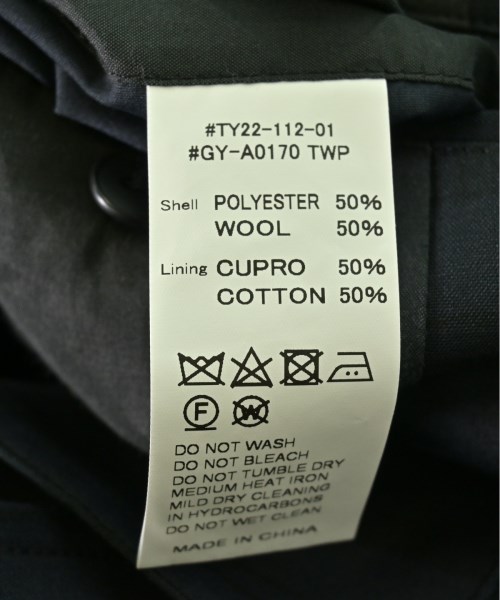 #TY22-112-01
#GY-A0170 TWP
Shell POLYESTER 50%
WOOL 50%
Lining CUPRO 50%
COTTON 50%
F W
DO NOT WASH
DO NOT BLEACH
DO NOT TUMBLE DRY
MEDIUM HEAT IRON
MILD DRY CLEANING
IN HYDROCARBONS
DO NOT WET CLEAN
MADE IN CHINA